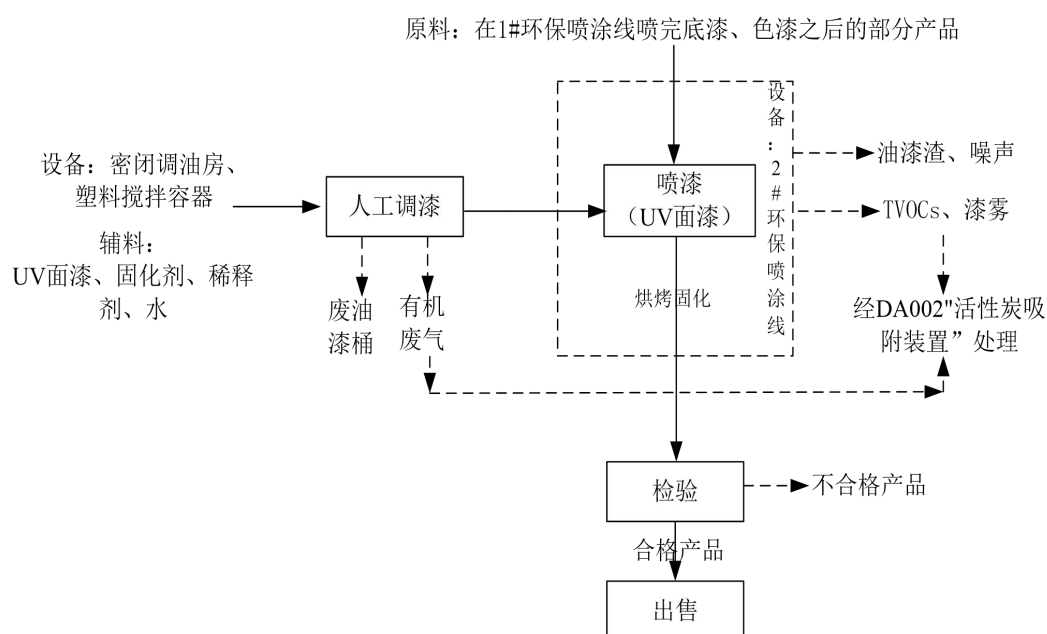 原料：在1#环保喷涂线喷完底漆、色漆之后的部分产品
设备：2#环保喷涂线
设备：密闭调油房、
塑料搅拌容器
辅料：
UV面漆、固化剂、稀释
剂、水
人工调漆
喷漆
（UV面漆）
油漆渣、噪声
TVOCs、漆雾
废油
漆桶
有机
废气
烘烤固化
经DA002"活性炭吸
附装置”处理
检验
不合格产品
合格产品
出售